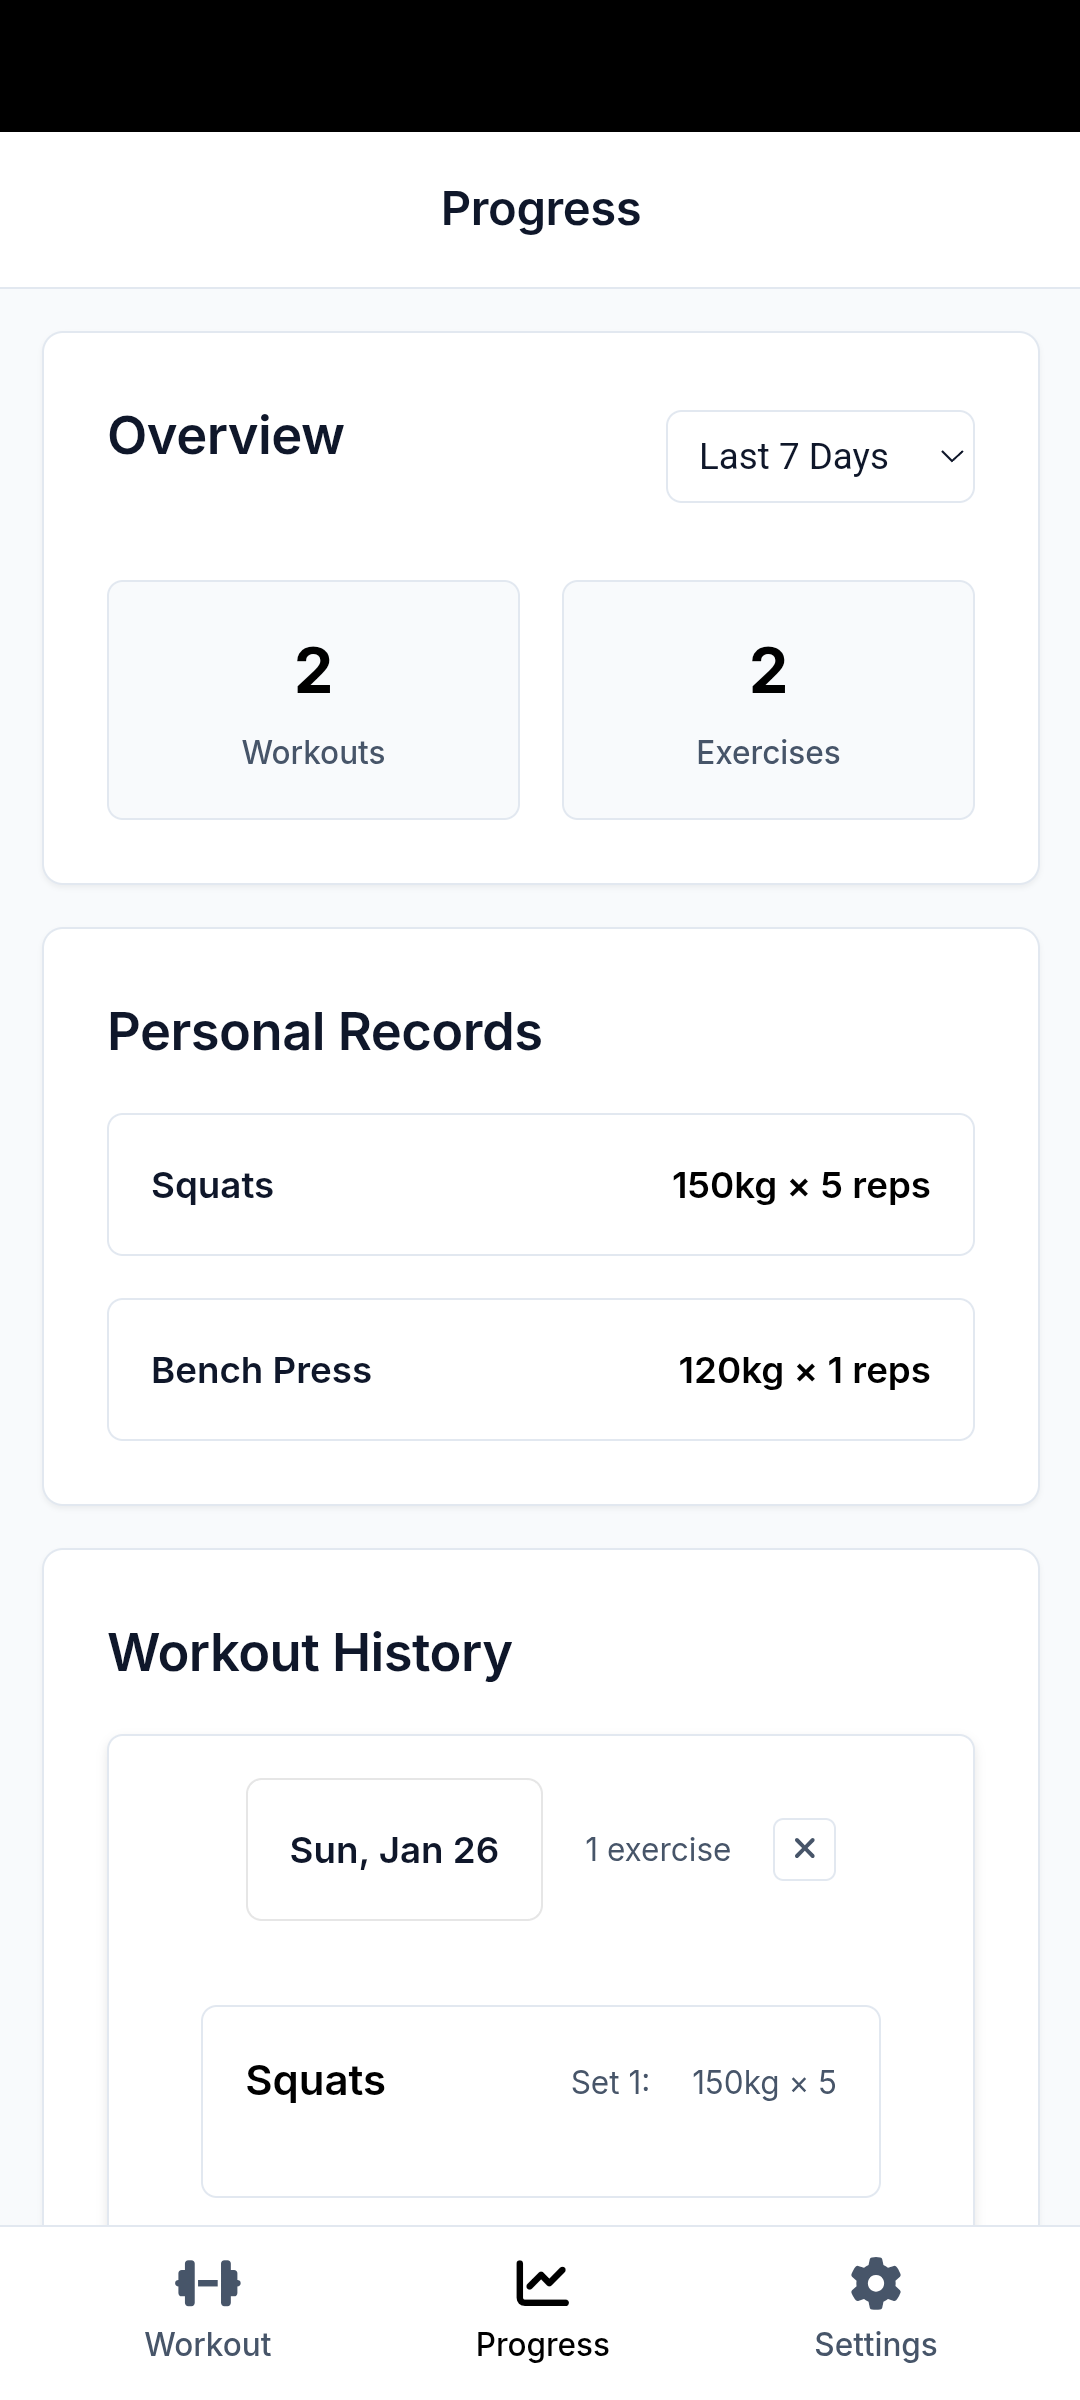 Progress
Overview
Last 7 Days
2
Workouts
2
Exercises
Personal Records
Squats 150kg × 5 reps
Bench Press 120kg × 1 reps
Workout History
Sun, Jan 26 1 exercise ×
Squats Set 1: 150kg × 5
Workout Progress Settings